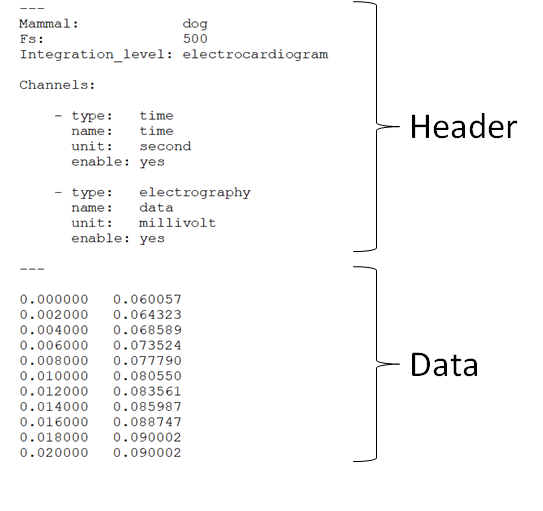 ---
Mammal: dog
Fs: 500
Integration_level: electrocardiogram
Channels:
- type: time
name: time
unit: second
enable: yes
- type: electrography
name: data
unit: millivolt
enable: yes
---
Header
0.000000 0.060057
0.002000 0.064323
0.004000 0.068589
0.006000 0.073524
0.008000 0.077790
0.010000 0.080550
0.012000 0.083561
0.014000 0.085987
0.016000 0.088747
0.018000 0.090002
0.020000 0.090002
Data